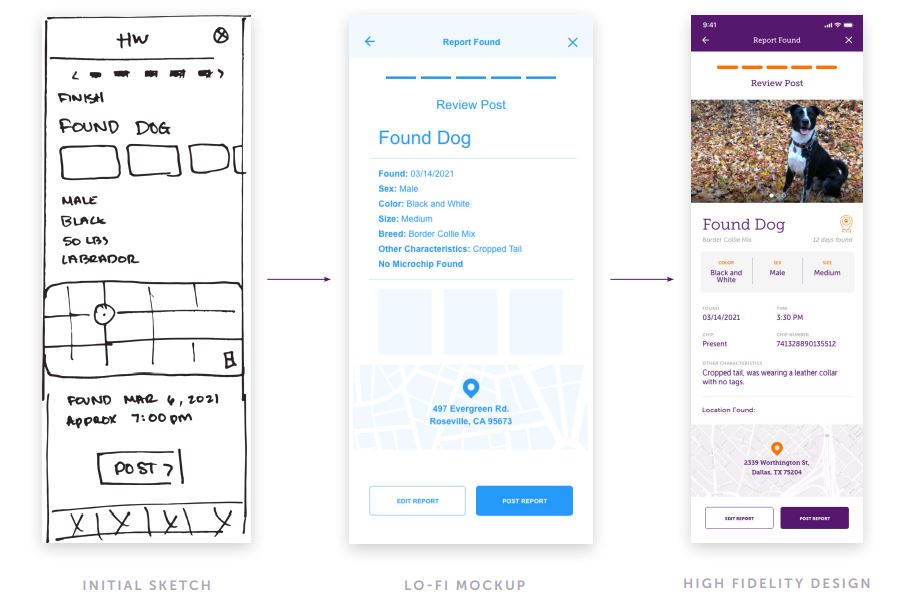 HW
FINISH
FOUND DOG
MALE
BLACK
50 LBS
LABRADOR
FOUND MAR 6, 2021
APPROX 7:00 PM
POST >
INITIAL SKETCH
Report Found
Review Post
Found Dog
Found: 03/14/2021
Sex: Male
Color: Black and White
Size: Medium
Breed: Border Collie Mix
Other Characteristics: Cropped Tail
No Microchip Found
497 Evergreen Rd.
Roseville, CA 95673
EDIT REPORT POST REPORT
LO-FI MOCKUP
9:41
Report Found
Review Post
Found Dog
Border Collie Mix 12 days found
COLOR SEX SIZE
Black and Male Medium
White
FOUND TIME
03/14/2021 3:30 PM
CHIP CHIP NUMBER
Present 741328890135512
OTHER CHARACTERISTICS
Cropped tail, was wearing a leather collar
with no tags.
Location Found:
2339 Worthington St,
Dallas, TX 75204
EDIT REPORT POST REPORT
HIGH FIDELITY DESIGN